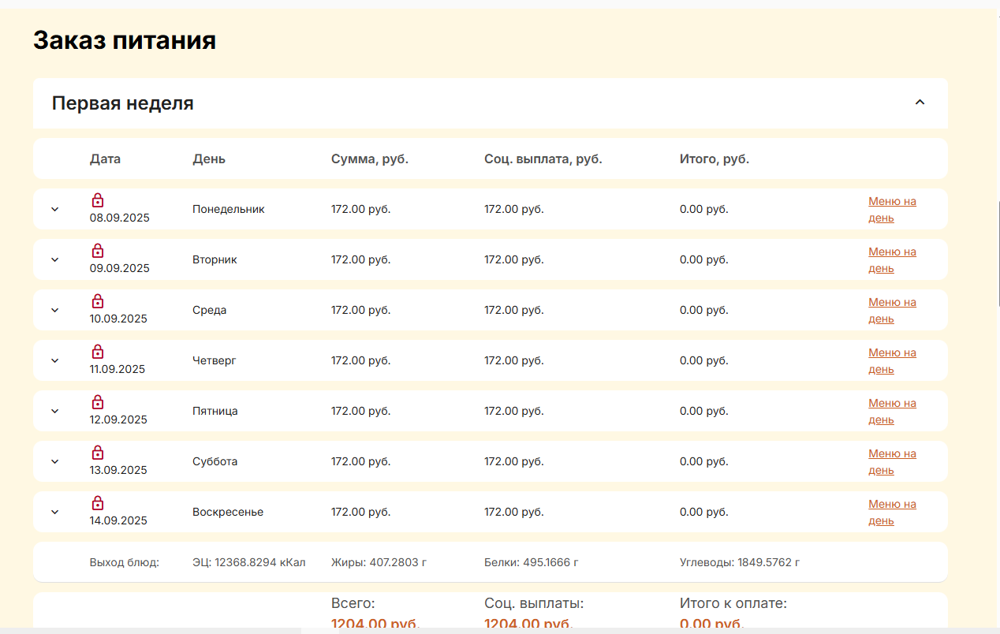 Заказ питания
Первая неделя
Дата День Сумма, руб. Соц. выплата, руб. Итого, руб.
08.09.2025 Понедельник 172.00 руб. 172.00 руб. 0.00 руб. Меню на
день
09.09.2025 Вторник 172.00 руб. 172.00 руб. 0.00 руб. Меню на
день
10.09.2025 Среда 172.00 руб. 172.00 руб. 0.00 руб. Меню на
день
11.09.2025 Четверг 172.00 руб. 172.00 руб. 0.00 руб. Меню на
день
12.09.2025 Пятница 172.00 руб. 172.00 руб. 0.00 руб. Меню на
день
13.09.2025 Суббота 172.00 руб. 172.00 руб. 0.00 руб. Меню на
день
14.09.2025 Воскресенье 172.00 руб. 172.00 руб. 0.00 руб. Меню на
день
Выход блюд: ЭЦ: 12368.8294 кКал Жиры: 407.2803 г Белки: 495.1666 г Углеводы: 1849.5762 г
Всего: Соц. выплаты: Итого к оплате:
1204.00 руб. 1204.00 руб. 0.00 руб.